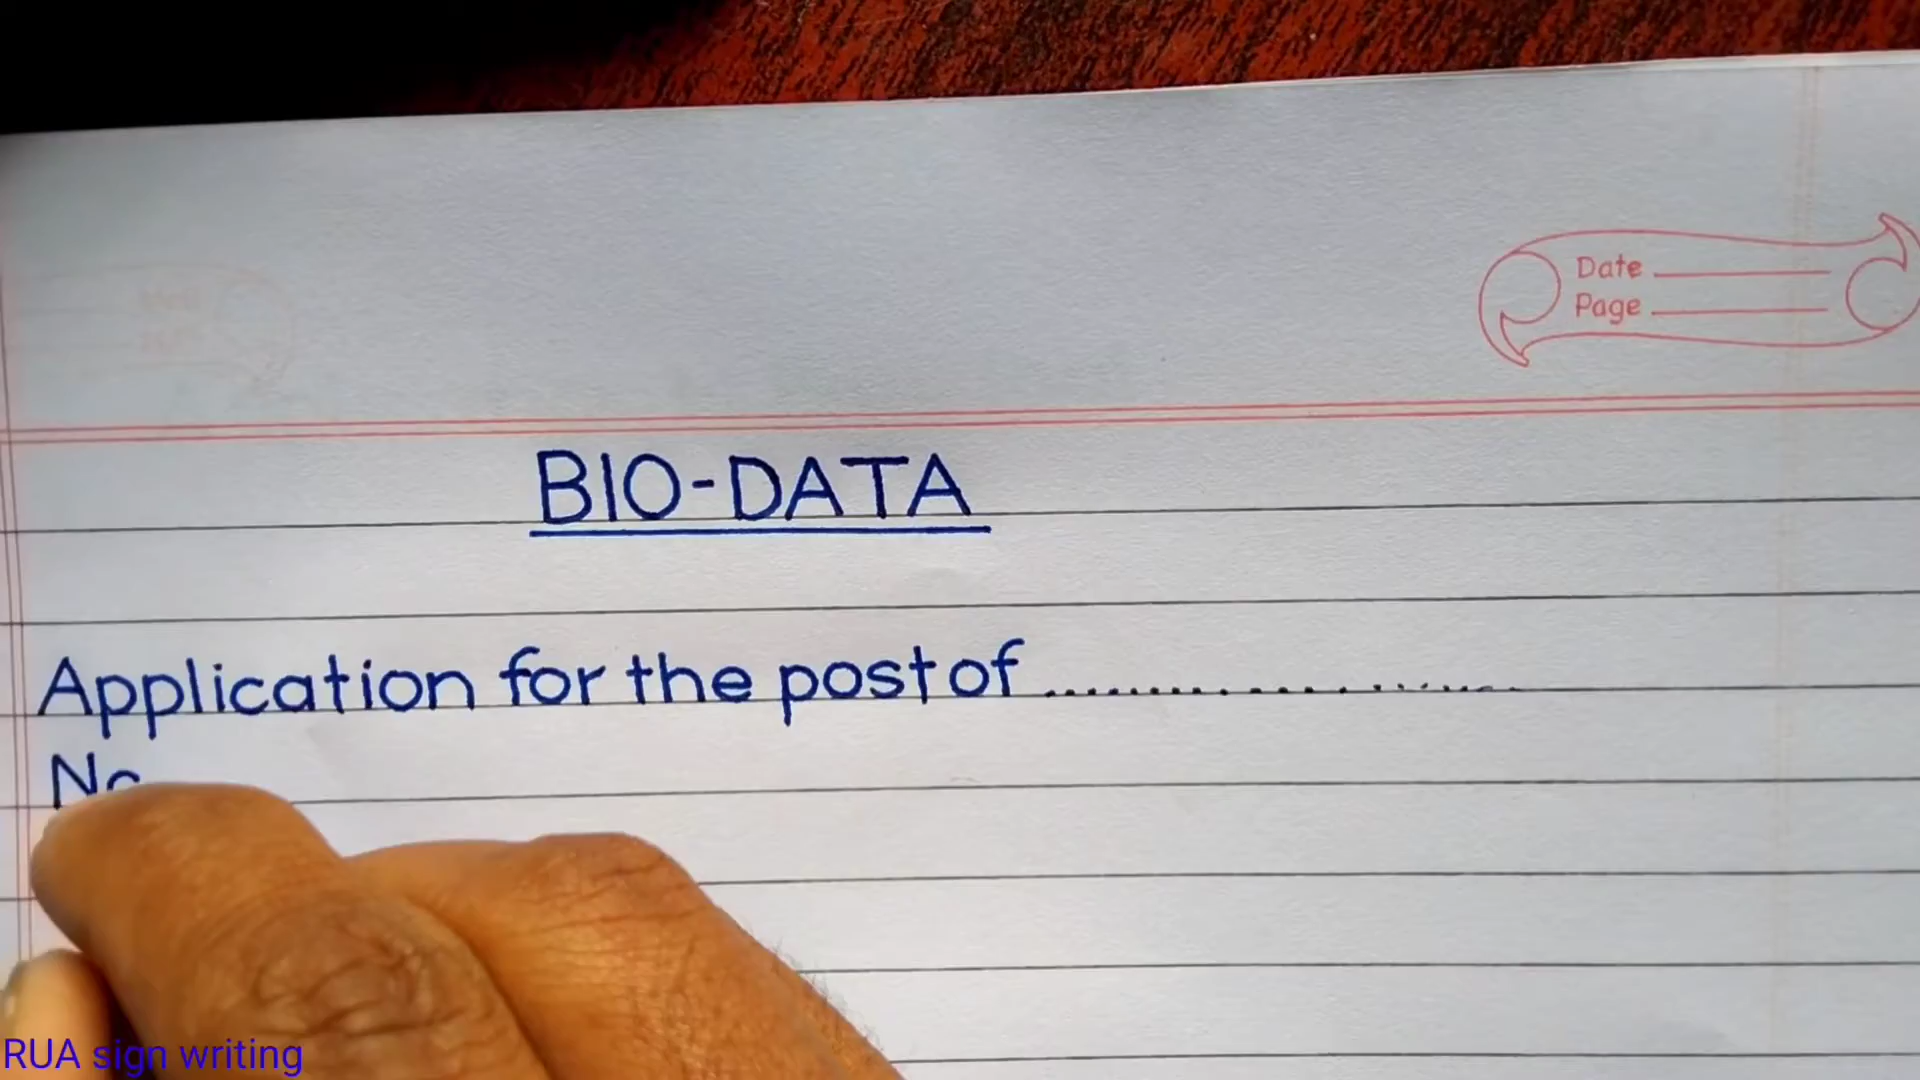 Date
Page
BIO-DATA
Application for the post of ....................
RUA sign writing